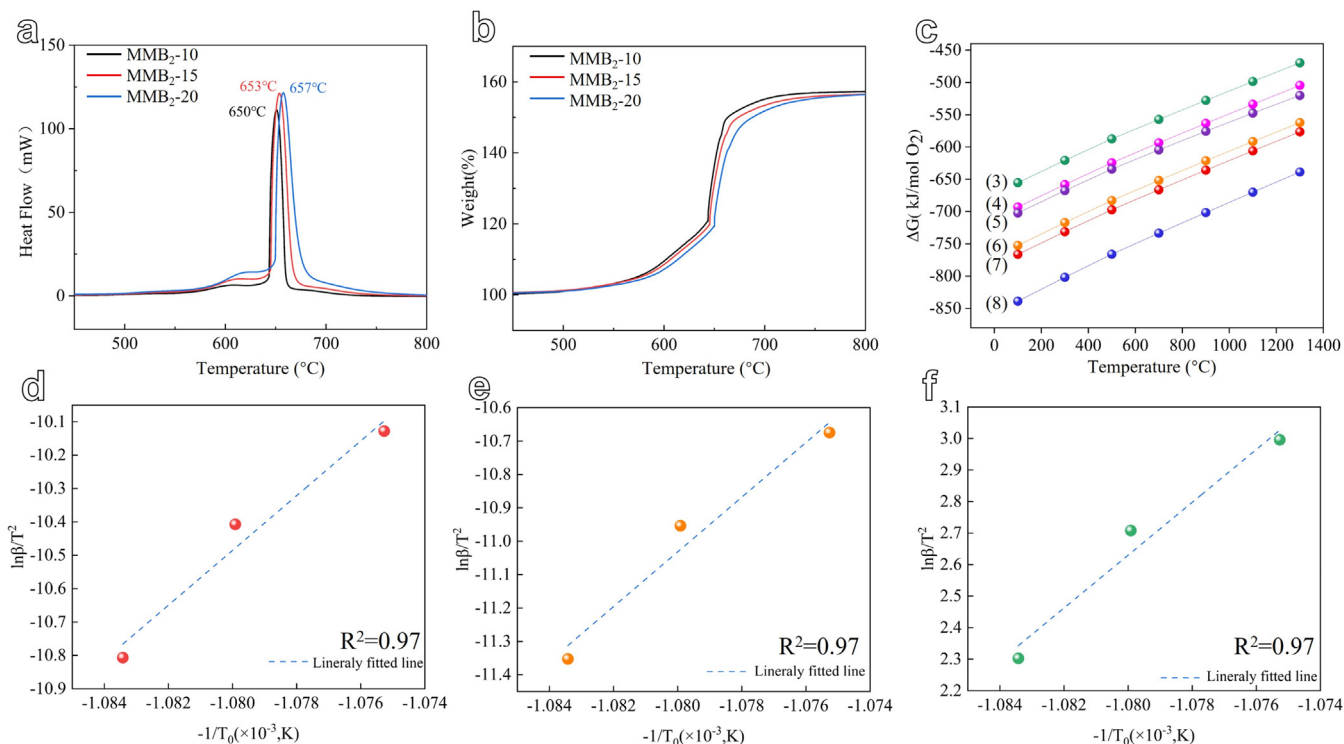 a
MMB₂-10
MMB₂-15
MMB₂-20
653°C
657°C
650°C
150
100
50
0
Heat Flow (mW)
500
600
700
800
Temperature (°C)
b
MMB₂-10
MMB₂-15
MMB₂-20
160
140
120
100
Weight(%)
500
600
700
800
Temperature (°C)
c
-450
-500
-550
-600
-650
-700
-750
-800
-850
ΔG( kJ/mol O₂)
(3)
(4)
(5)
(6)
(7)
(8)
0
200
400
600
800
1000
1200
1400
Temperature (°C)
d
-10.1
-10.2
-10.3
-10.4
-10.5
-10.6
-10.7
-10.8
-10.9
lnβ/T²
R²=0.97
Lineraly fitted line
-1.084
-1.082
-1.080
-1.078
-1.076
-1.074
-1/T₀(×10⁻³,K)
e
-10.6
-10.7
-10.8
-10.9
-11.0
-11.1
-11.2
-11.3
-11.4
lnβ/T²
R²=0.97
Lineraly fitted line
-1.084
-1.082
-1.080
-1.078
-1.076
-1.074
-1/T₀(×10⁻³,K)
f
3.1
3.0
2.9
2.8
2.7
2.6
2.5
2.4
2.3
2.2
lnβ/T²
R²=0.97
Lineraly fitted line
-1.084
-1.082
-1.080
-1.078
-1.076
-1.074
-1/T₀(×10⁻³,K)